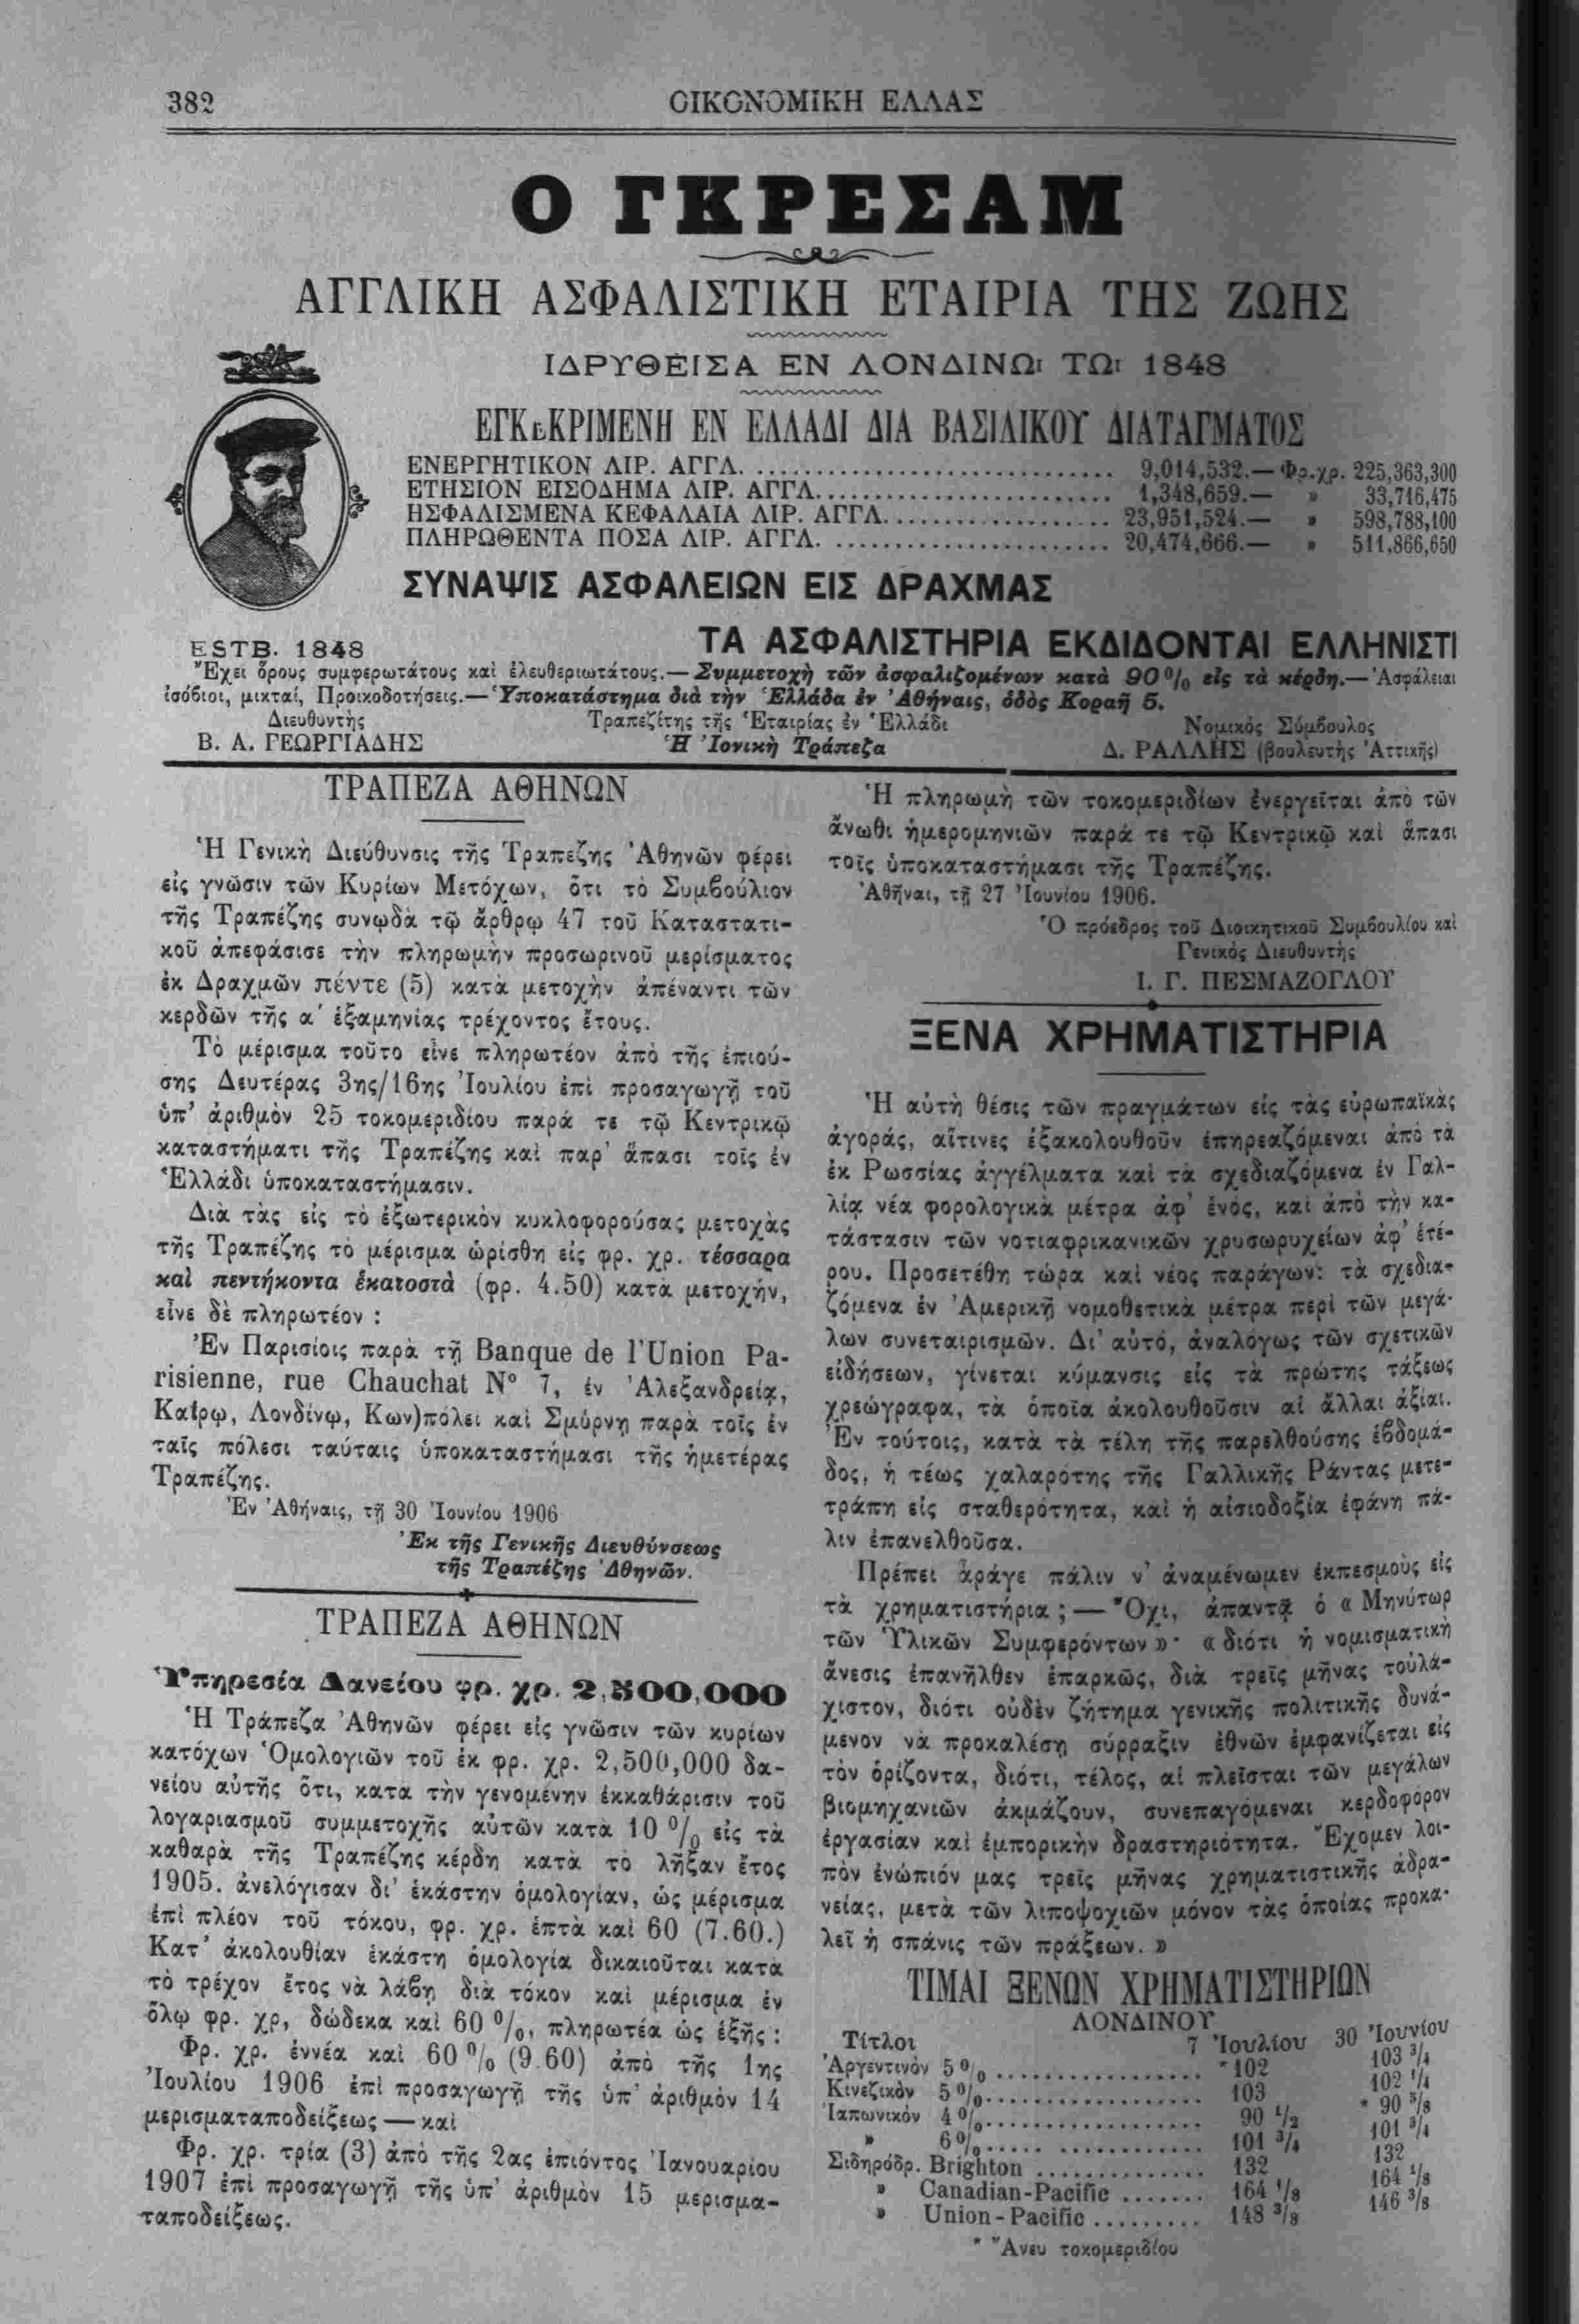 382
ΟΙΚΟΝΟΜΙΚΗ ΕΛΛΑΣ
Ο ΓΚΡΕΣΑΜ
ΑΓΓΛΙΚΗ ΑΣΦΑΛΙΣΤΙΚΗ ΕΤΑΙΡΙΑ ΤΗΣ ΖΩΗΣ
ΙΔΡΥΘΕΙΣΑ ΕΝ ΛΟΝΔΙΝΩι ΤΩι 1848
ΕΓΚεΚΡΙΜΕΝΗ ΕΝ ΕΛΛΑΔΙ ΔΙΑ ΒΑΣΙΛΙΚΟΥ ΔΙΑΤΑΓΜΑΤΟΣ
ΕΝΕΡΓΗΤΙΚΟΝ ΛΙΡ. ΑΓΓΛ. .............................. 9,014,532.— Φρ.χρ. 225,363,300
ΕΤΗΣΙΟΝ ΕΙΣΟΔΗΜΑ ΛΙΡ. ΑΓΓΛ.......................... 1,348,659.— » 33,716,475
ΗΣΦΑΛΙΣΜΕΝΑ ΚΕΦΑΛΑΙΑ ΛΙΡ. ΑΓΓΛ.................... 23,951,524.— » 598,788,100
ΠΛΗΡΩΘΕΝΤΑ ΠΟΣΑ ΛΙΡ. ΑΓΓΛ. ........................ 20,474,666.— » 511,866,650
ΣΥΝΑΨΙΣ ΑΣΦΑΛΕΙΩΝ ΕΙΣ ΔΡΑΧΜΑΣ
ESTB. 1848
ΤΑ ΑΣΦΑΛΙΣΤΗΡΙΑ ΕΚΔΙΔΟΝΤΑΙ ΕΛΛΗΝΙΣΤΙ
Ἔχει ὅρους συμφερωτάτους καὶ ἐλευθεριωτάτους.— Συμμετοχὴ τῶν ἀσφαλιζομένων κατὰ 90 % εἰς τὰ κέρδη.— Ἀσφάλειαι
ἰσόβιοι, μικταί, Προικοδοτήσεις.— Ὑποκατάστημα διὰ τὴν Ἑλλάδα ἐν Ἀθήναις, ὁδὸς Κοραῆ 5.
Διευθυντὴς
Β. Α. ΓΕΩΡΓΙΑΔΗΣ
Τραπεζίτης τῆς Ἑταιρίας ἐν Ἑλλάδι
Ἡ Ἰονικὴ Τράπεζα
Νομικὸς Σύμβουλος
Δ. ΡΑΛΛΗΣ (βουλευτὴς Ἀττικῆς)
ΤΡΑΠΕΖΑ ΑΘΗΝΩΝ
Ἡ Γενικὴ Διεύθυνσις τῆς Τραπέζης Ἀθηνῶν φέρει
εἰς γνῶσιν τῶν Κυρίων Μετόχων, ὅτι τὸ Συμβούλιον
τῆς Τραπέζης συνῳδὰ τῷ ἄρθρῳ 47 τοῦ Καταστατι-
κοῦ ἀπεφάσισε τὴν πληρωμὴν προσωρινοῦ μερίσματος
ἐκ Δραχμῶν πέντε (5) κατὰ μετοχὴν ἀπέναντι τῶν
κερδῶν τῆς α΄ ἑξαμηνίας τρέχοντος ἔτους.
Τὸ μέρισμα τοῦτο εἶνε πληρωτέον ἀπὸ τῆς ἐπιού-
σης Δευτέρας 3ης/16ης Ἰουλίου ἐπὶ προσαγωγῇ τοῦ
ὑπ' ἀριθμὸν 25 τοκομεριδίου παρά τε τῷ Κεντρικῷ
καταστήματι τῆς Τραπέζης καὶ παρ' ἅπασι τοῖς ἐν
Ἑλλάδι ὑποκαταστήμασιν.
Διὰ τὰς εἰς τὸ ἐξωτερικὸν κυκλοφορούσας μετοχὰς
τῆς Τραπέζης τὸ μέρισμα ὡρίσθη εἰς φρ. χρ. τέσσαρα
καὶ πεντήκοντα ἑκατοστὰ (φρ. 4.50) κατὰ μετοχήν,
εἶνε δὲ πληρωτέον :
Ἐν Παρισίοις παρὰ τῇ Banque de l'Union Pa-
risienne, rue Chauchat Nº 7, ἐν Ἀλεξανδρείᾳ,
Καΐρῳ, Λονδίνῳ, Κων)πόλει καὶ Σμύρνῃ παρὰ τοῖς ἐν
ταῖς πόλεσι ταύταις ὑποκαταστήμασι τῆς ἡμετέρας
Τραπέζης.
Ἐν Ἀθήναις, τῇ 30 Ἰουνίου 1906
Ἐκ τῆς Γενικῆς Διευθύνσεως
τῆς Τραπέζης Ἀθηνῶν.
ΤΡΑΠΕΖΑ ΑΘΗΝΩΝ
Ὑπηρεσία Δανείου φρ. χρ. 2,500,000
Ἡ Τράπεζα Ἀθηνῶν φέρει εἰς γνῶσιν τῶν κυρίων
κατόχων Ὁμολογιῶν τοῦ ἐκ φρ. χρ. 2,500,000 δα-
νείου αὐτῆς ὅτι, κατα τὴν γενομένην ἐκκαθάρισιν τοῦ
λογαριασμοῦ συμμετοχῆς αὐτῶν κατὰ 10 % εἰς τὰ
καθαρὰ τῆς Τραπέζης κέρδη κατὰ τὸ λῆξαν ἔτος
1905. ἀνελόγισαν δι' ἑκάστην ὁμολογίαν, ὡς μέρισμα
ἐπὶ πλέον τοῦ τόκου, φρ. χρ. ἑπτὰ καὶ 60 (7.60.)
Κατ' ἀκολουθίαν ἑκάστη ὁμολογία δικαιοῦται κατὰ
τὸ τρέχον ἔτος νὰ λάβῃ διὰ τόκον καὶ μέρισμα ἐν
ὅλῳ φρ. χρ, δώδεκα καὶ 60 %, πληρωτέα ὡς ἑξῆς :
Φρ. χρ. ἐννέα καὶ 60 % (9.60) ἀπὸ τῆς 1ης
Ἰουλίου 1906 ἐπὶ προσαγωγῇ τῆς ὑπ' ἀριθμὸν 14
μερισματαποδείξεως — καὶ
Φρ. χρ. τρία (3) ἀπὸ τῆς 2ας ἐπιόντος Ἰανουαρίου
1907 ἐπὶ προσαγωγῇ τῆς ὑπ' ἀριθμὸν 15 μερισμα-
ταποδείξεως.
Ἡ πληρωμὴ τῶν τοκομεριδίων ἐνεργεῖται ἀπὸ τῶν
ἄνωθι ἡμερομηνιῶν παρά τε τῷ Κεντρικῷ καὶ ἅπασι
τοῖς ὑποκαταστήμασι τῆς Τραπέζης.
Ἀθῆναι, τῇ 27 Ἰουνίου 1906.
Ὁ πρόεδρος τοῦ Διοικητικοῦ Συμβουλίου καὶ
Γενικὸς Διευθυντὴς
Ι. Γ. ΠΕΣΜΑΖΟΓΛΟΥ
ΞΕΝΑ ΧΡΗΜΑΤΙΣΤΗΡΙΑ
Ἡ αὐτὴ θέσις τῶν πραγμάτων εἰς τὰς εὐρωπαϊκὰς
ἀγοράς, αἵτινες ἐξακολουθοῦν ἐπηρεαζόμεναι ἀπὸ τὰ
ἐκ Ρωσσίας ἀγγέλματα καὶ τὰ σχεδιαζόμενα ἐν Γαλ-
λίᾳ νέα φορολογικὰ μέτρα ἀφ' ἑνός, καὶ ἀπὸ τὴν κα-
τάστασιν τῶν νοτιαφρικανικῶν χρυσωρυχείων ἀφ' ἑτέ-
ρου. Προσετέθη τώρα καὶ νέος παράγων: τὰ σχεδια-
ζόμενα ἐν Ἀμερικῇ νομοθετικὰ μέτρα περὶ τῶν μεγά-
λων συνεταιρισμῶν. Δι' αὐτό, ἀναλόγως τῶν σχετικῶν
εἰδήσεων, γίνεται κύμανσις εἰς τὰ πρώτης τάξεως
χρεώγραφα, τὰ ὁποῖα ἀκολουθοῦσιν αἱ ἄλλαι ἀξίαι.
Ἐν τούτοις, κατὰ τὰ τέλη τῆς παρελθούσης ἑβδομά-
δος, ἡ τέως χαλαρότης τῆς Γαλλικῆς Ράντας μετε-
τράπη εἰς σταθερότητα, καὶ ἡ αἰσιοδοξία ἐφάνη πά-
λιν ἐπανελθοῦσα.
Πρέπει ἆράγε πάλιν ν' ἀναμένωμεν ἐκπεσμοὺς εἰς
τὰ χρηματιστήρια ; — Ὄχι, ἀπαντᾷ ὁ « Μηνύτωρ
τῶν Ὑλικῶν Συμφερόντων »· « διότι ἡ νομισματικὴ
ἄνεσις ἐπανῆλθεν ἐπαρκῶς, διὰ τρεῖς μῆνας τοὐλά-
χιστον, διότι οὐδὲν ζήτημα γενικῆς πολιτικῆς δυνά-
μενον νὰ προκαλέσῃ σύρραξιν ἐθνῶν ἐμφανίζεται εἰς
τὸν ὁρίζοντα, διότι, τέλος, αἱ πλεῖσται τῶν μεγάλων
βιομηχανιῶν ἀκμάζουν, συνεπαγόμεναι κερδοφόρον
ἐργασίαν καὶ ἐμπορικὴν δραστηριότητα. Ἔχομεν λοι-
πὸν ἐνώπιόν μας τρεῖς μῆνας χρηματιστικῆς ἀδρα-
νείας, μετὰ τῶν λιποψυχιῶν μόνον τὰς ὁποίας προκα-
λεῖ ἡ σπάνις τῶν πράξεων. »
ΤΙΜΑΙ ΞΕΝΩΝ ΧΡΗΜΑΤΙΣΤΗΡΙΩΝ
ΛΟΝΔΙΝΟΥ
Τίτλοι 7 Ἰουλίου 30 Ἰουνίου
Ἀργεντινὸν 5 % .................... * 102 103 3/4
Κινεζικὸν 5 % .................... 103 102 1/4
Ἰαπωνικὸν 4 % .................... 90 1/2 * 90 5/8
» 6 % .................... 101 3/4 101 3/4
Σιδηρόδρ. Brighton ............... 132 132
» Canadian-Pacific ....... 164 1/8 164 1/8
» Union-Pacific ......... 148 3/8 146 3/8
* Ἄνευ τοκομεριδίου